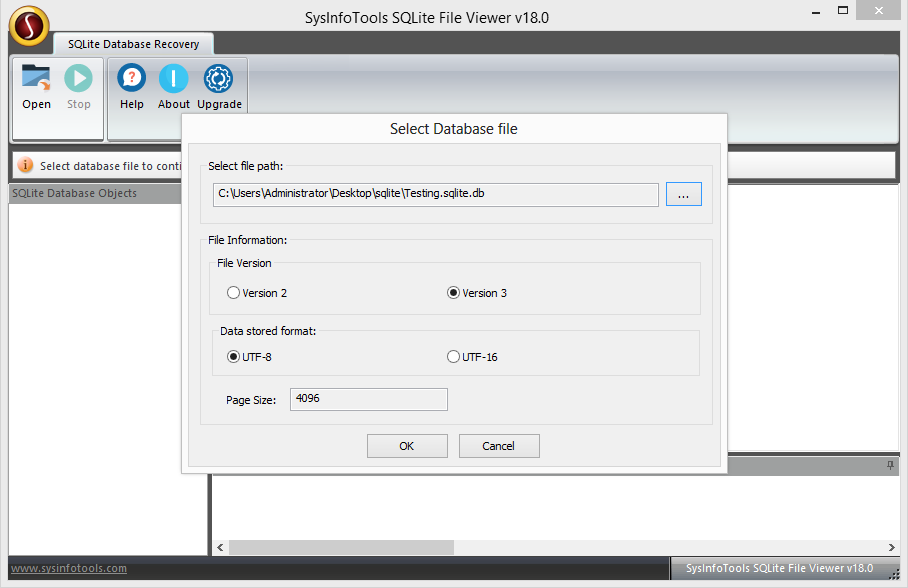 SysInfoTools SQLite File Viewer v18.0
SQLite Database Recovery
Open Stop Help About Upgrade
Select Database file
Select database file to conti
Select file path:
C:\Users\Administrator\Desktop\sqlite\Testing.sqlite.db
...
SQLite Database Objects
File Information:
File Version
Version 2 Version 3
Data stored format:
UTF-8 UTF-16
Page Size: 4096
OK Cancel
www.sysinfotools.com
SysInfoTools SQLite File Viewer v18.0